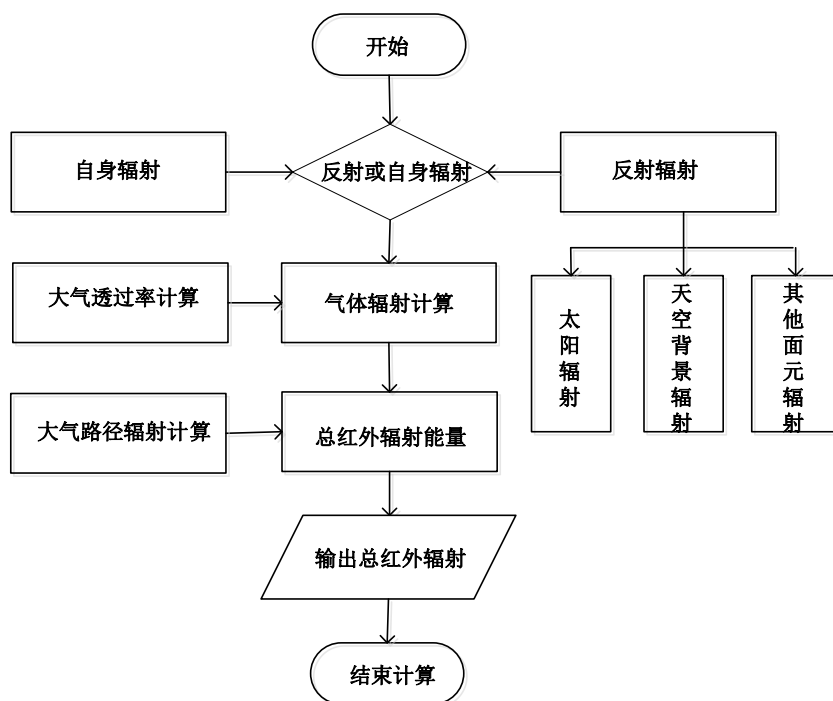 开始
自身辐射
反射或自身辐射
反射辐射
大气透过率计算
气体辐射计算
太阳辐射
天空背景辐射
其他面元辐射
大气路径辐射计算
总红外辐射能量
输出总红外辐射
结束计算